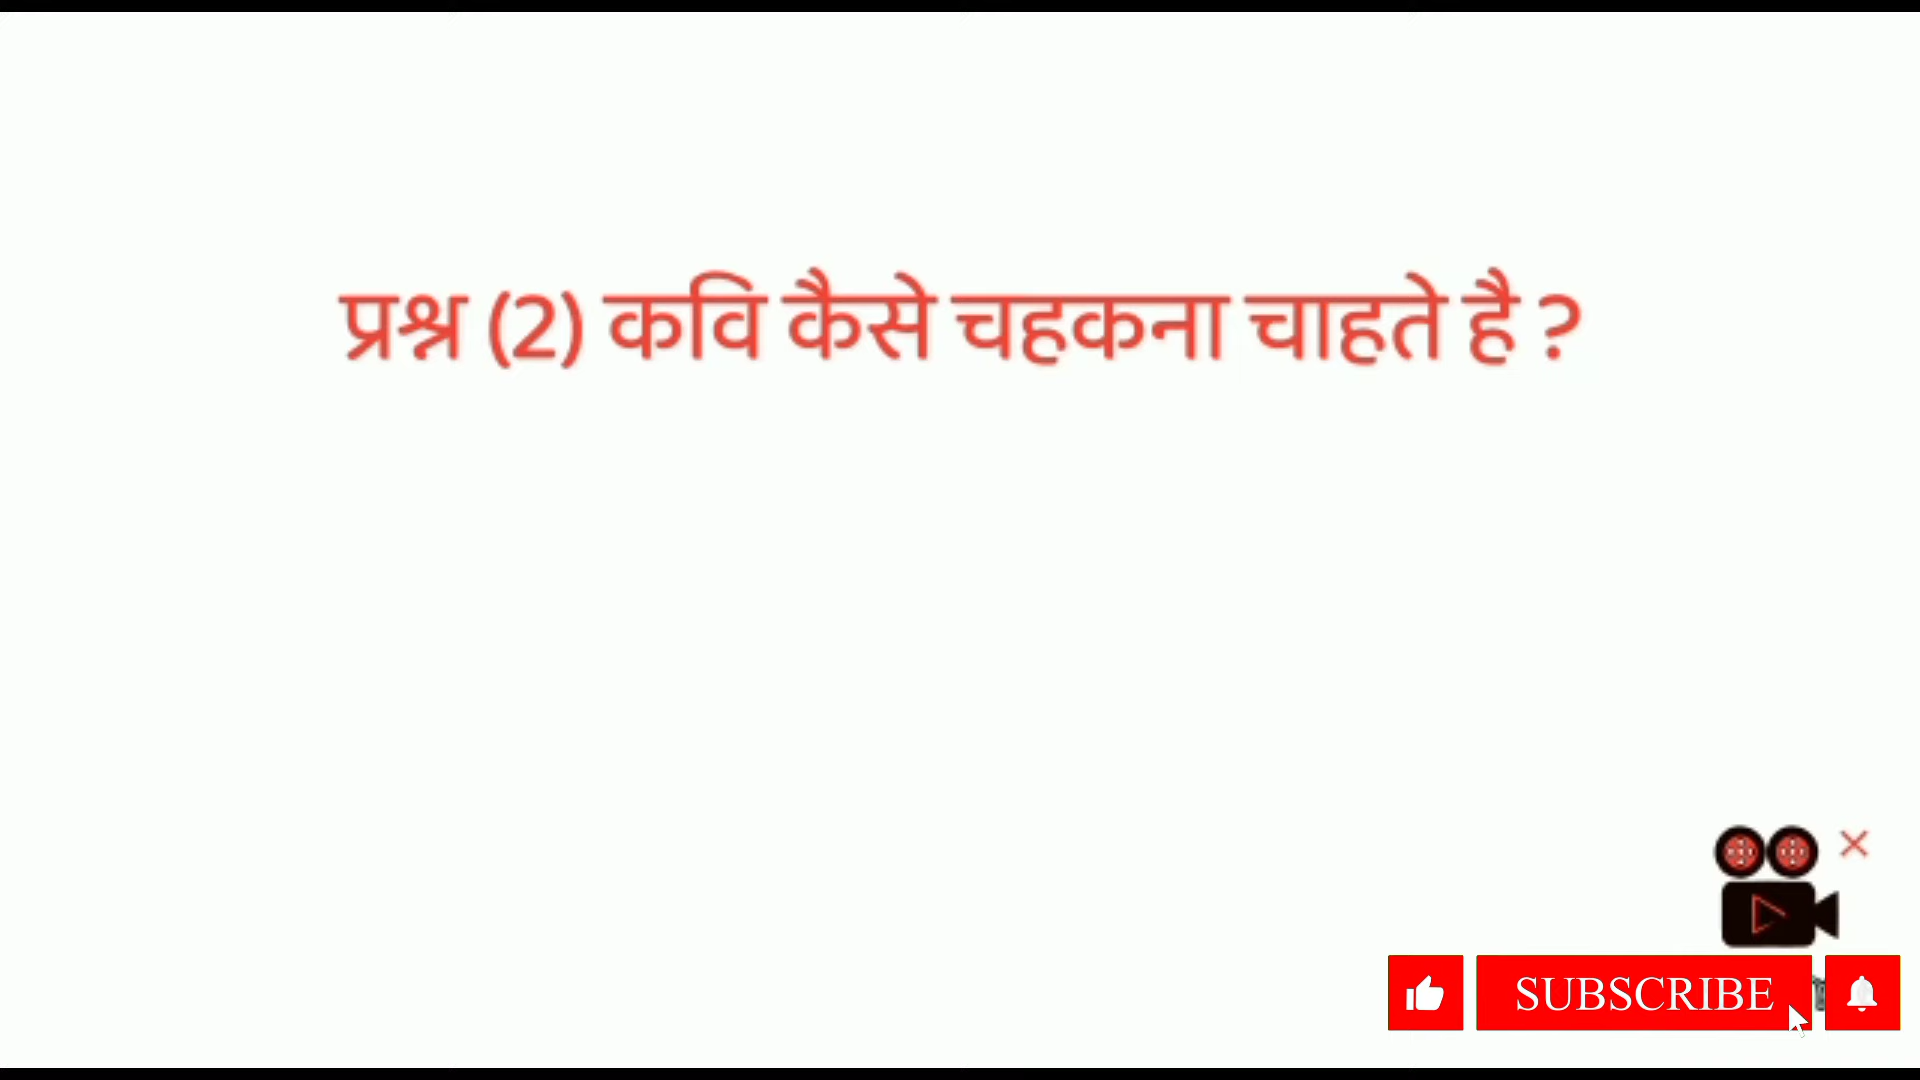 प्रश्न (2) कवि कैसे चहकना चाहते है ?
SUBSCRIBE